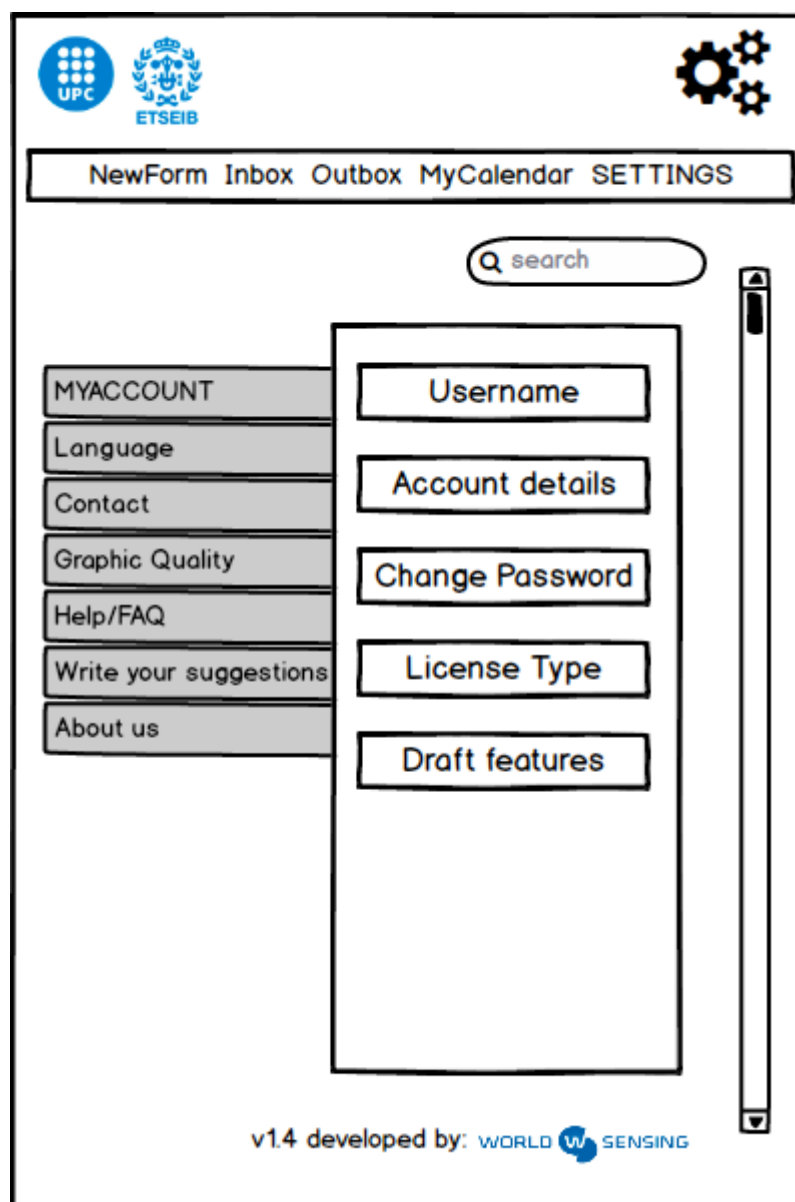 UPC
ETSEIB
NewForm Inbox Outbox MyCalendar SETTINGS
search
MYACCOUNT
Language
Contact
Graphic Quality
Help/FAQ
Write your suggestions
About us
Username
Account details
Change Password
License Type
Draft features
v1.4 developed by: WORLD W SENSING